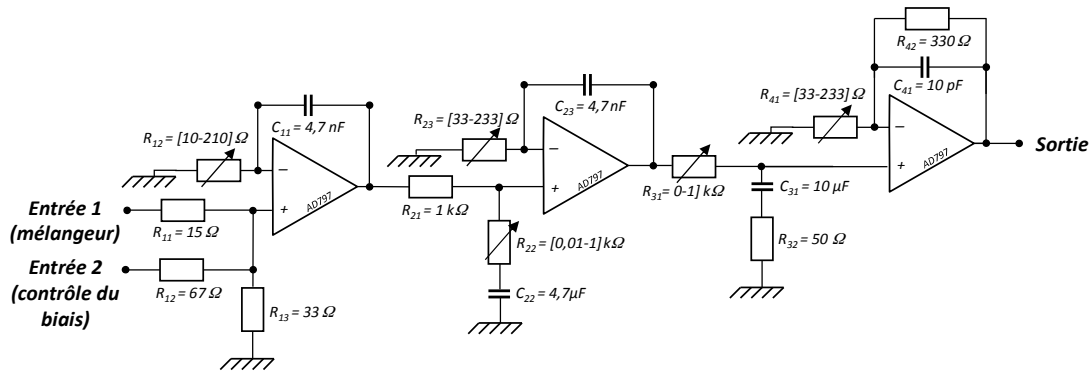 R42 = 330 Ω
C41 = 10 pF
R41 = [33-233] Ω
R12 = [10-210] Ω
C11 = 4,7 nF
R23 = [33-233] Ω
C23 = 4,7 nF
−
+
AD797
−
+
AD797
−
+
AD797
Sortie
Entrée 1
(mélangeur)
R11 = 15 Ω
R21 = 1 kΩ
R31 = 0-1] kΩ
C31 = 10 µF
R22 = [0,01-1] kΩ
R32 = 50 Ω
Entrée 2
(contrôle du
biais)
R12 = 67 Ω
C22 = 4,7µF
R13 = 33 Ω